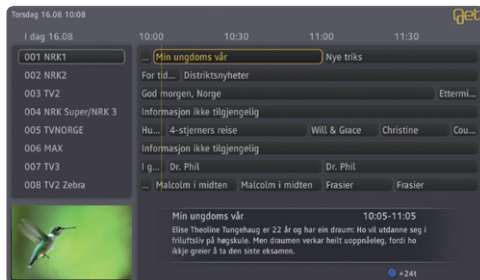 Torsdag 16.08 10:08
Get
I dag 16.08 10:00 10:30 11:00 11:30
001 NRK1 ... Min ungdoms vår Nye triks
002 NRK2 For tid... Distriktsnyheter
003 TV2 God morgen, Norge Ettermi...
004 NRK Super/NRK 3 Informasjon ikke tilgjengelig
005 TVNORGE Hu... 4-stjerners reise Will & Grace Christine Cou...
006 MAX Informasjon ikke tilgjengelig
007 TV3 I g... Dr. Phil Dr. Phil
008 TV2 Zebra ... Malcolm i midten Malcolm i midten Frasier Frasier
Min ungdoms vår 10:05-11:05
Elise Theoline Tungehaug er 22 år og har ein draum: Ho vil utdanne seg i
friluftsliv på høgskule. Men draumen verkar heilt uoppnåeleg, fordi ho
ikkje greier å ta den siste eksamen.
+24t